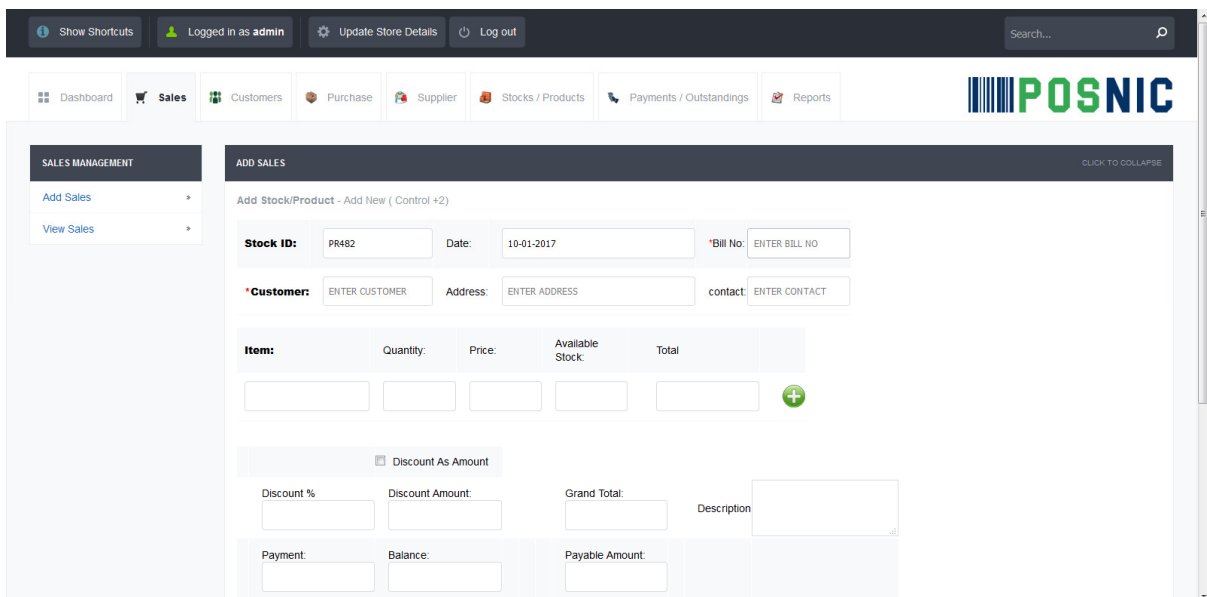 Show Shortcuts Logged in as admin Update Store Details Log out Search...
Dashboard Sales Customers Purchase Supplier Stocks / Products Payments / Outstandings Reports POSNIC
SALES MANAGEMENT
Add Sales »
View Sales »
ADD SALES CLICK TO COLLAPSE
Add Stock/Product - Add New ( Control +2)
Stock ID: PR482 Date: 10-01-2017 *Bill No: ENTER BILL NO
*Customer: ENTER CUSTOMER Address: ENTER ADDRESS contact: ENTER CONTACT
Item: Quantity: Price: Available Stock: Total
Discount As Amount
Discount % Discount Amount: Grand Total: Description
Payment: Balance: Payable Amount: